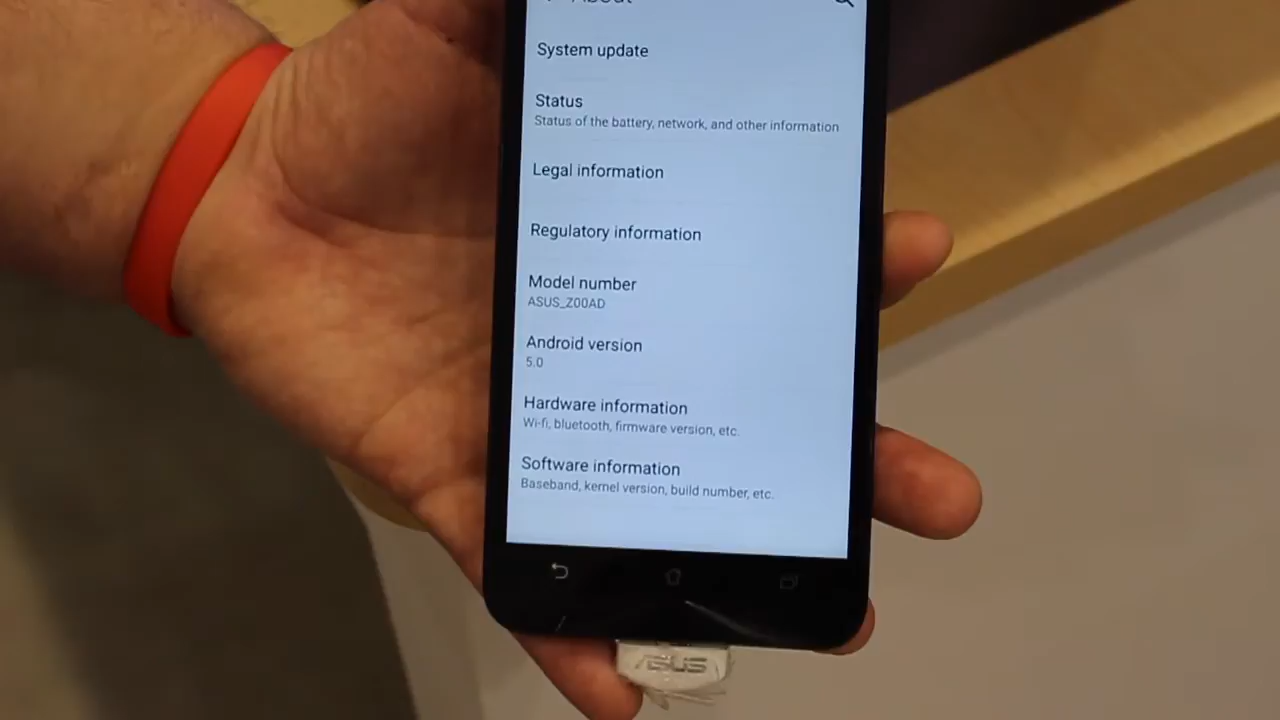 About
System update
Status
Status of the battery, network, and other information
Legal information
Regulatory information
Model number
ASUS_Z00AD
Android version
5.0
Hardware information
Wi-fi, bluetooth, firmware version, etc.
Software information
Baseband, kernel version, build number, etc.
ASUS